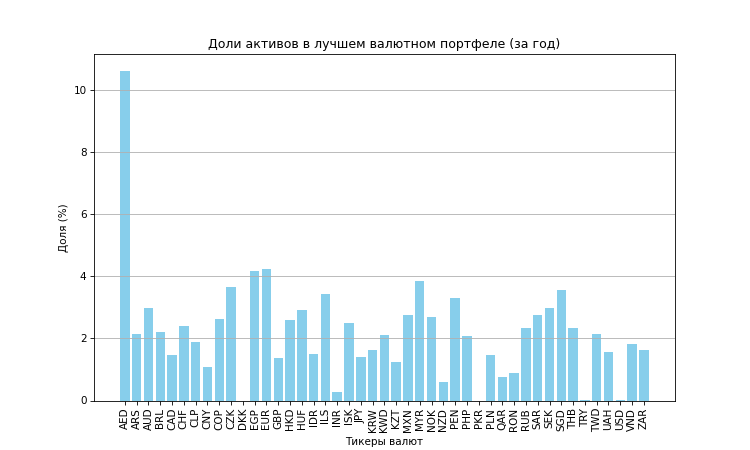 Доли активов в лучшем валютном портфеле (за год)
Доля (%)
10
8
6
4
2
0
AED ARS AUD BRL CAD CHF CLP CNY COP CZK DKK EGP EUR GBP HKD HUF IDR ILS INR ISK JPY KRW KWD KZT MXN MYR NOK NZD PEN PHP PKR PLN QAR RON RUB SAR SEK SGD THB TRY TWD UAH USD VND ZAR
Тикеры валют